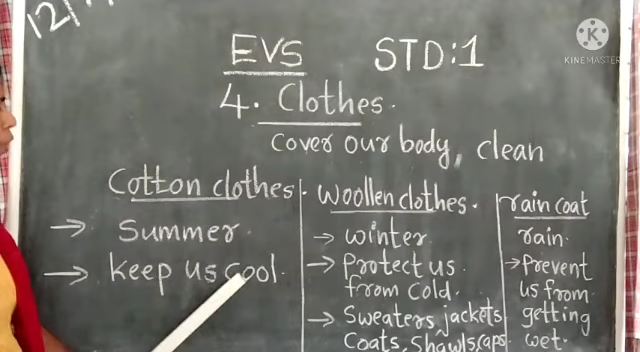 12/
KINEMASTER
EVS STD:1
4. Clothes.
Cover our body, clean
Cotton clothes.
→ Summer.
→ keep us cool.
Woollen clothes.
→ winter.
→ Protect us
from cold.
→ Sweaters, jackets
Coats, Shawls caps
rain coat
rain.
→ Prevent
us from
getting
wet.